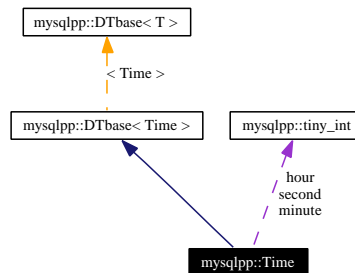 mysqlpp::DTbase< T >
< Time >
mysqlpp::DTbase< Time >
mysqlpp::tiny_int
hour
second
minute
mysqlpp::Time